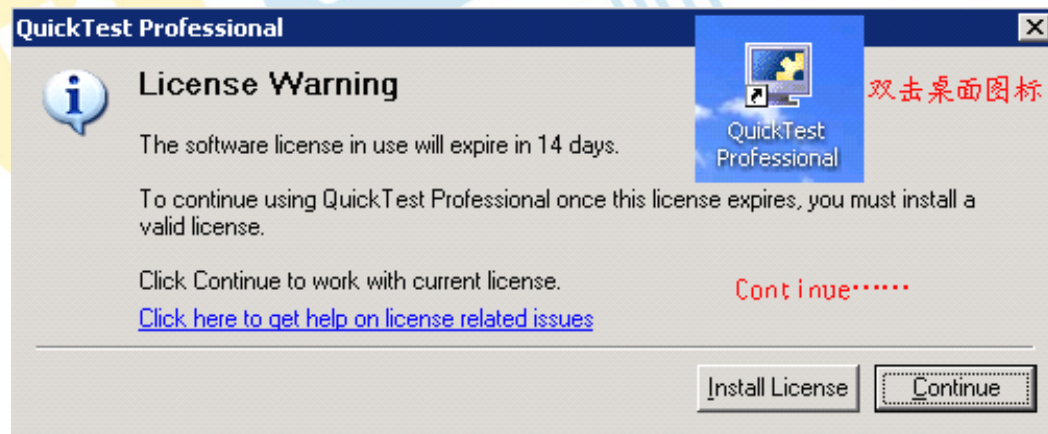 QuickTest Professional
License Warning
双击桌面图标
QuickTest
Professional
The software license in use will expire in 14 days.
To continue using QuickTest Professional once this license expires, you must install a
valid license.
Click Continue to work with current license.
Continue……
Click here to get help on license related issues
Install License
Continue